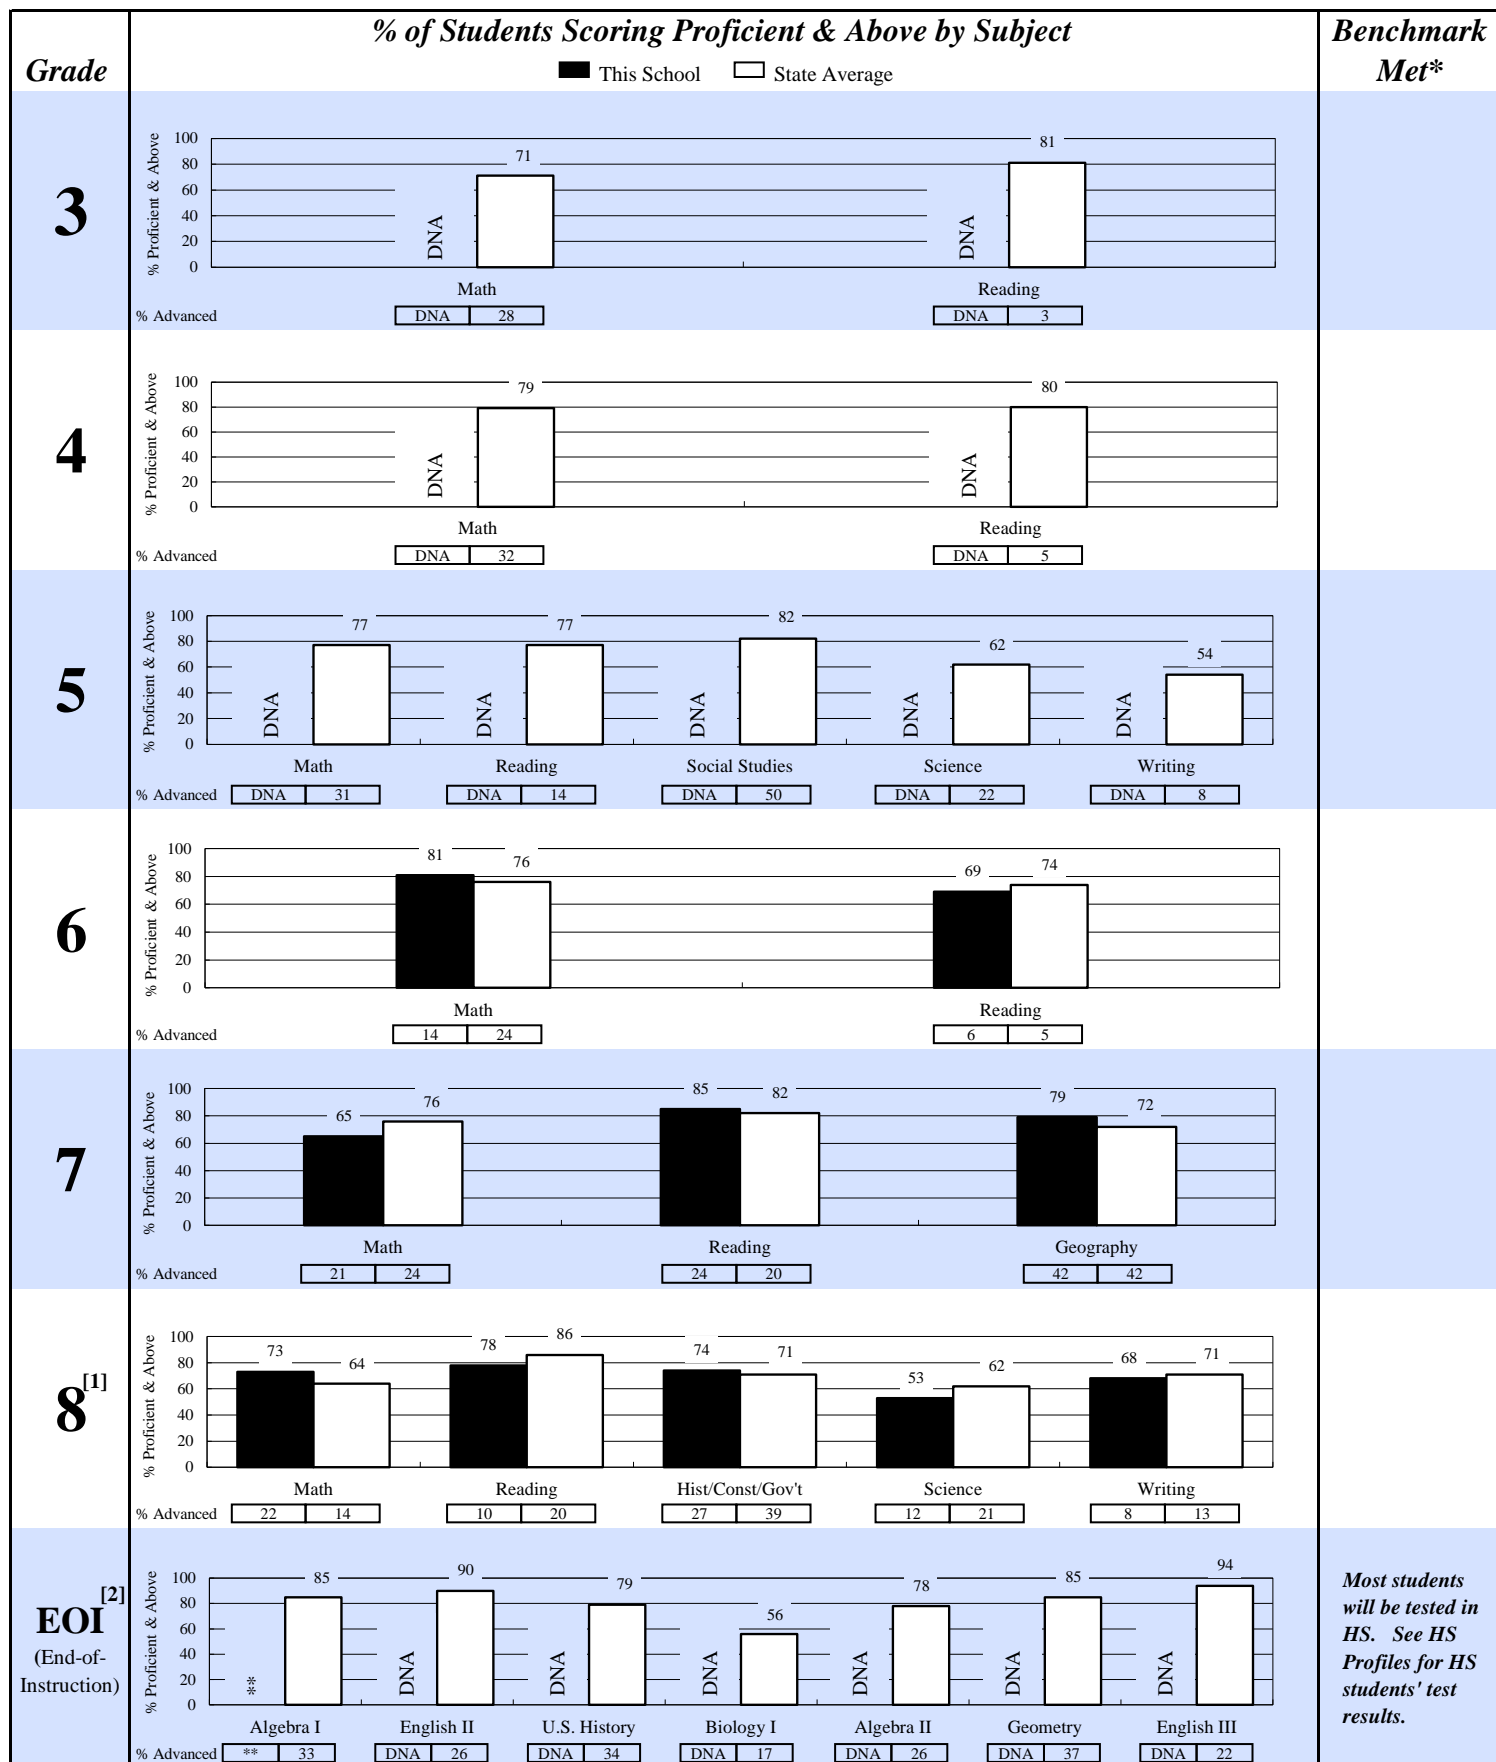 % of Students Scoring Proficient & Above by Subject
Benchmark
Met*
Grade
This School State Average
3
% Proficient & Above
100
80
60
40
20
0
DNA 71
DNA 81
Math Reading
% Advanced DNA 28 DNA 3
4
% Proficient & Above
100
80
60
40
20
0
DNA 79
DNA 80
Math Reading
% Advanced DNA 32 DNA 5
5
% Proficient & Above
100
80
60
40
20
0
DNA 77
DNA 77
DNA 82
DNA 62
DNA 54
Math Reading Social Studies Science Writing
% Advanced DNA 31 DNA 14 DNA 50 DNA 22 DNA 8
6
% Proficient & Above
100
80
60
40
20
0
81 76
69 74
Math Reading
% Advanced 14 24 6 5
7
% Proficient & Above
100
80
60
40
20
0
65 76
85 82
79 72
Math Reading Geography
% Advanced 21 24 24 20 42 42
8[1]
% Proficient & Above
100
80
60
40
20
0
73 64
78 86
74 71
53 62
68 71
Math Reading Hist/Const/Gov't Science Writing
% Advanced 22 14 10 20 27 39 12 21 8 13
EOI[2]
(End-of-
Instruction)
% Proficient & Above
100
80
60
40
20
0
** 85
DNA 90
DNA 79
DNA 56
DNA 78
DNA 85
DNA 94
Algebra I English II U.S. History Biology I Algebra II Geometry English III
% Advanced ** 33 DNA 26 DNA 34 DNA 17 DNA 26 DNA 37 DNA 22
Most students
will be tested in
HS. See HS
Profiles for HS
students' test
results.